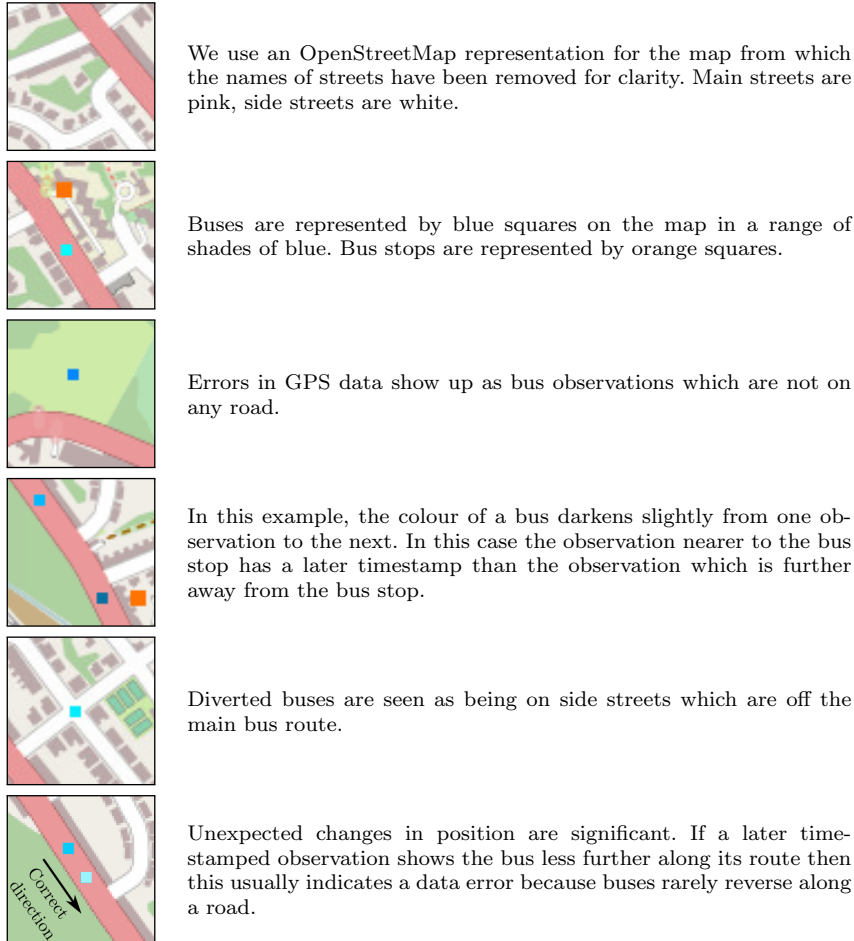 We use an OpenStreetMap representation for the map from which
the names of streets have been removed for clarity. Main streets are
pink, side streets are white.
Buses are represented by blue squares on the map in a range of
shades of blue. Bus stops are represented by orange squares.
Errors in GPS data show up as bus observations which are not on
any road.
In this example, the colour of a bus darkens slightly from one ob-
servation to the next. In this case the observation nearer to the bus
stop has a later timestamp than the observation which is further
away from the bus stop.
Diverted buses are seen as being on side streets which are off the
main bus route.
Correct
direction
Unexpected changes in position are significant. If a later time-
stamped observation shows the bus less further along its route then
this usually indicates a data error because buses rarely reverse along
a road.